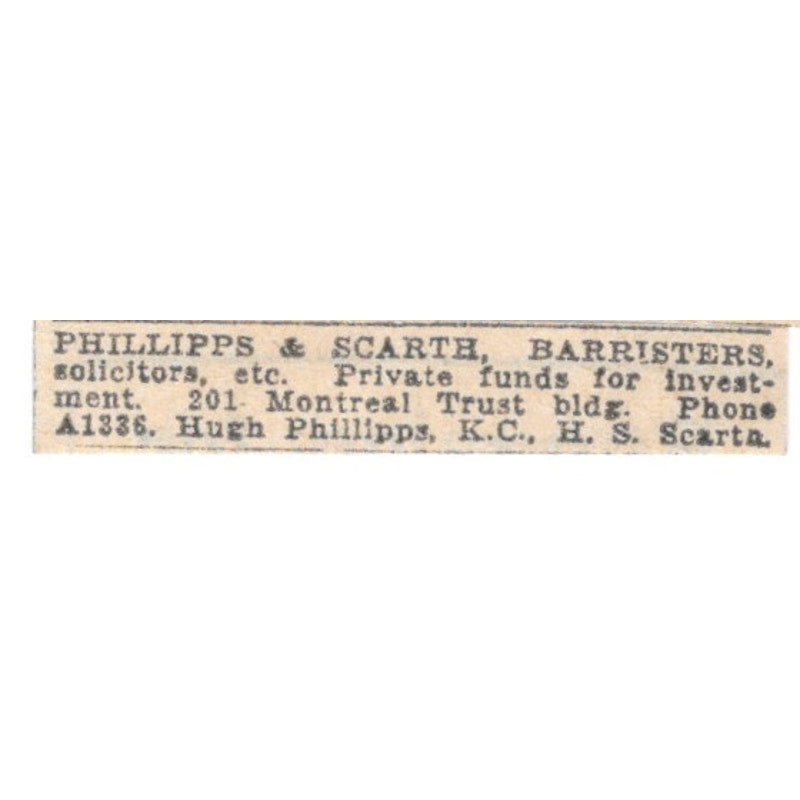 PHILLIPPS & SCARTH, BARRISTERS,
solicitors, etc. Private funds for invest-
ment. 201 Montreal Trust bldg. Phone
A1336. Hugh Phillipps, K.C., H. S. Scarth.